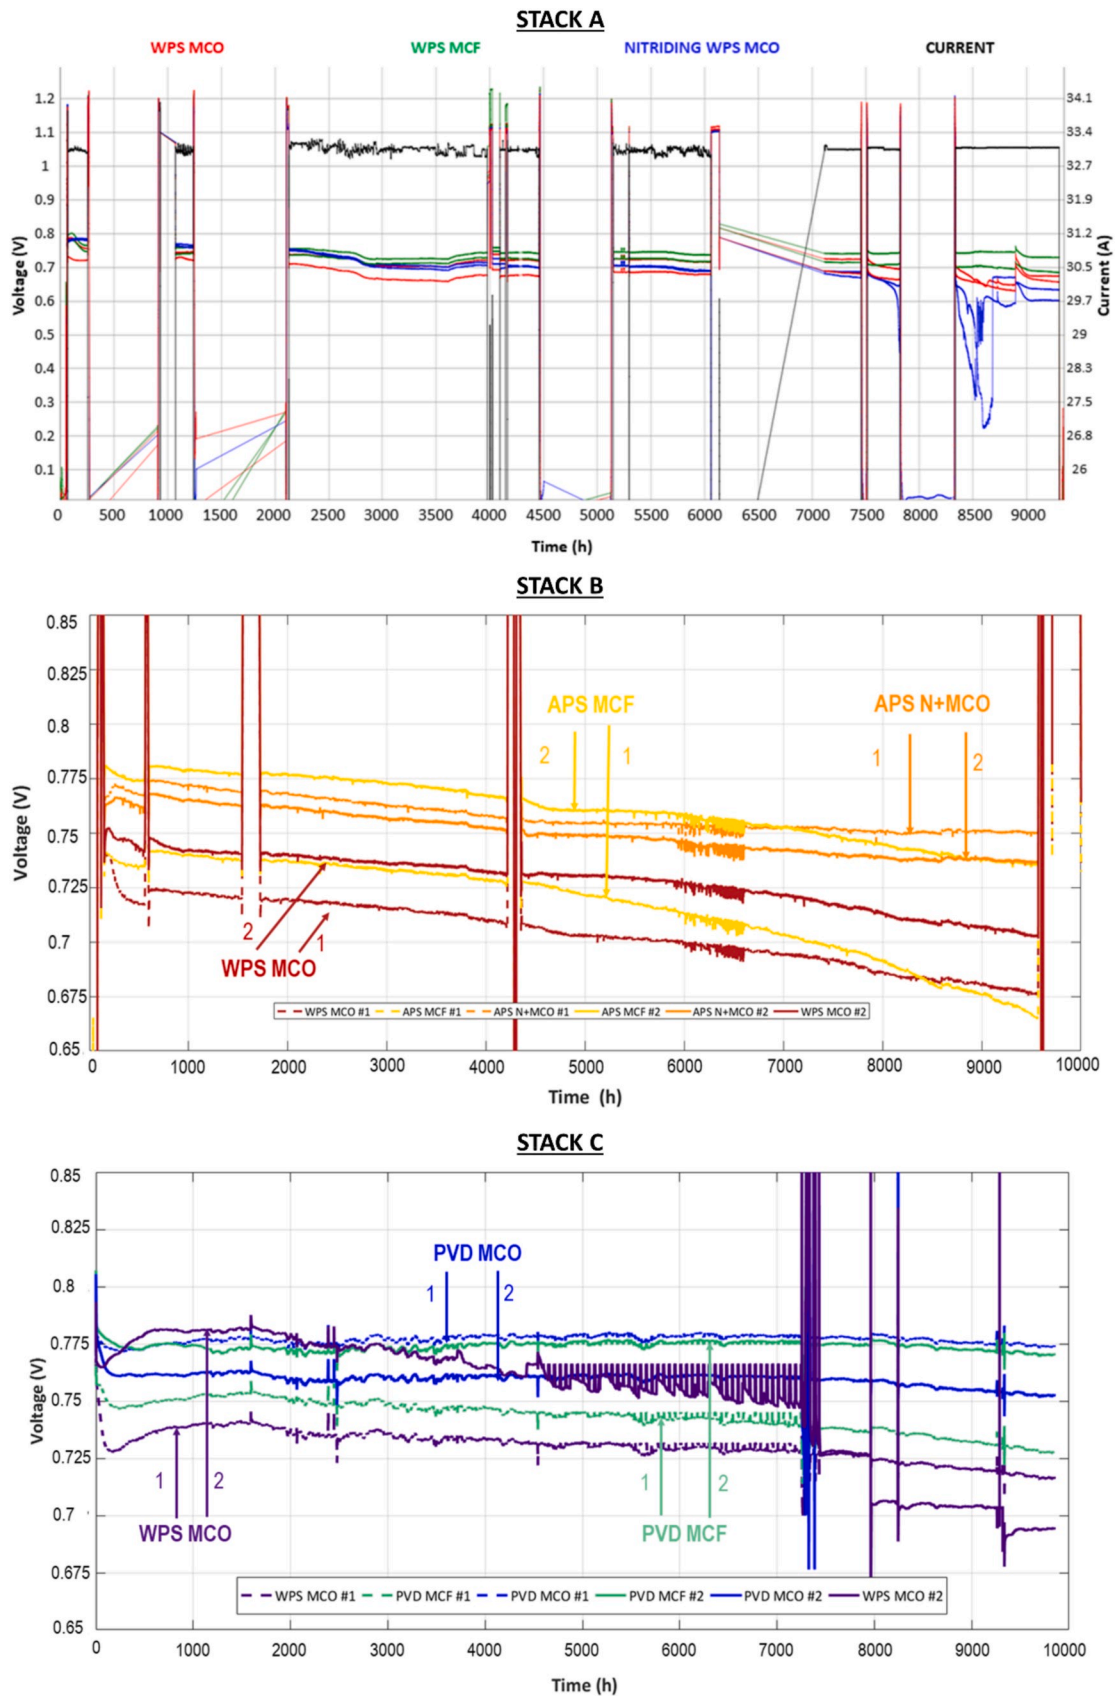 STACK A
WPS MCO WPS MCF NITRIDING WPS MCO CURRENT
1.2 34.1
1.1 33.4
1 32.7
0.9 31.9
0.8 31.2
0.7 30.5
0.6 29.7
0.5 29
0.4 28.3
0.3 27.5
0.2 26.8
0.1 26
Voltage (V)
Current (A)
0 500 1000 1500 2000 2500 3000 3500 4000 4500 5000 5500 6000 6500 7000 7500 8000 8500 9000
Time (h)
STACK B
0.85
0.825
0.8
0.775
0.75
0.725
0.7
0.675
0.65
Voltage (V)
APS MCF
2 1
APS N+MCO
1 2
2 1
WPS MCO
WPS MCO #1 APS MCF #1 APS N+MCO #1 APS MCF #2 APS N+MCO #2 WPS MCO #2
0 1000 2000 3000 4000 5000 6000 7000 8000 9000 10000
Time (h)
STACK C
0.85
0.825
0.8
0.775
0.75
0.725
0.7
0.675
0.65
Voltage (V)
PVD MCO
1 2
1 2
WPS MCO
1 2
PVD MCF
WPS MCO #1 PVD MCF #1 PVD MCO #1 PVD MCF #2 PVD MCO #2 WPS MCO #2
0 1000 2000 3000 4000 5000 6000 7000 8000 9000 10000
Time (h)